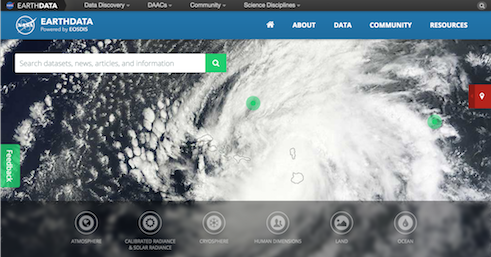 EARTHDATA Data Discovery DAACs Community Science Disciplines
NASA
EARTHDATA
Powered by EOSDIS
ABOUT DATA COMMUNITY RESOURCES
Search datasets, news, articles, and information
Feedback
ATMOSPHERE
CALIBRATED RADIANCE
& SOLAR RADIANCE
CRYOSPHERE
HUMAN DIMENSIONS
LAND
OCEAN